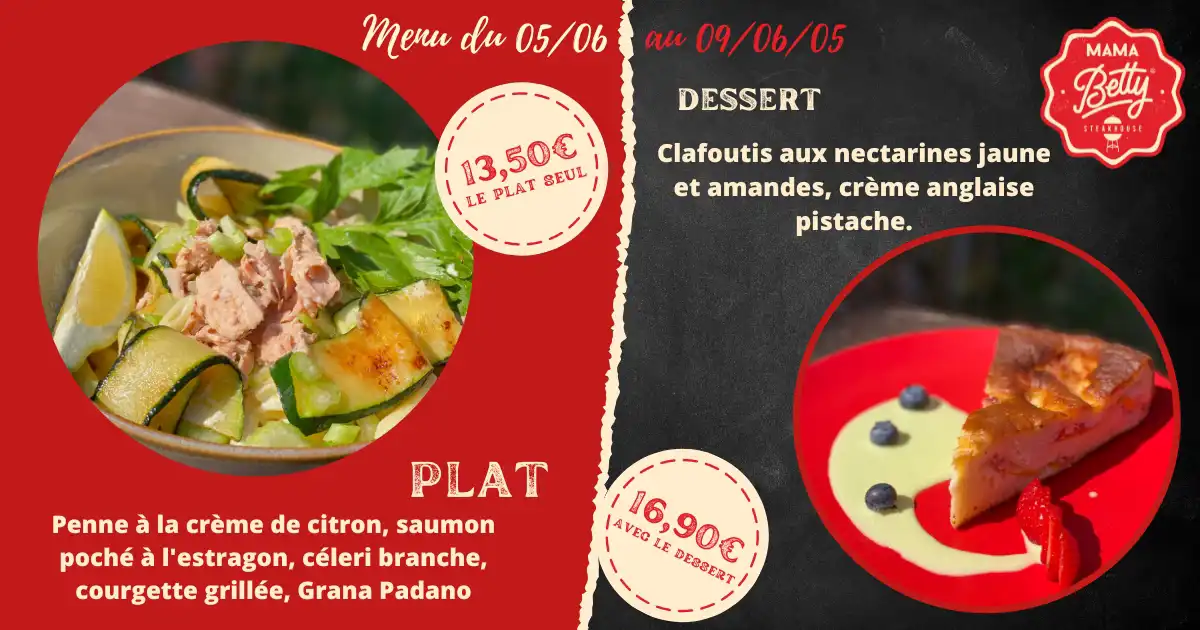 Menu du 05/06 au 09/06/05
13,50€
LE PLAT SEUL
PLAT
Penne à la crème de citron, saumon
poché à l'estragon, céleri branche,
courgette grillée, Grana Padano
MAMA
Betty
STEAKHOUSE
DESSERT
Clafoutis aux nectarines jaune
et amandes, crème anglaise
pistache.
16,90€
AVEC LE DESSERT